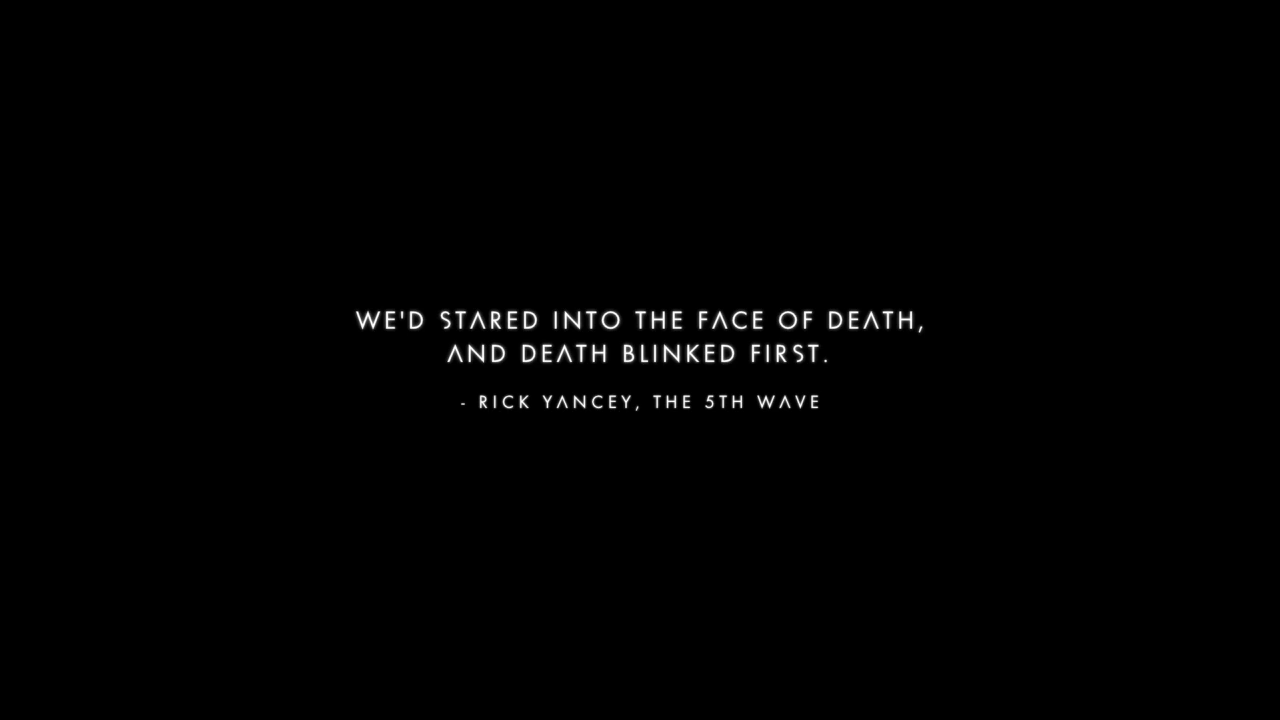 WE'D STARED INTO THE FACE OF DEATH,
AND DEATH BLINKED FIRST.
- RICK YANCEY, THE 5TH WAVE